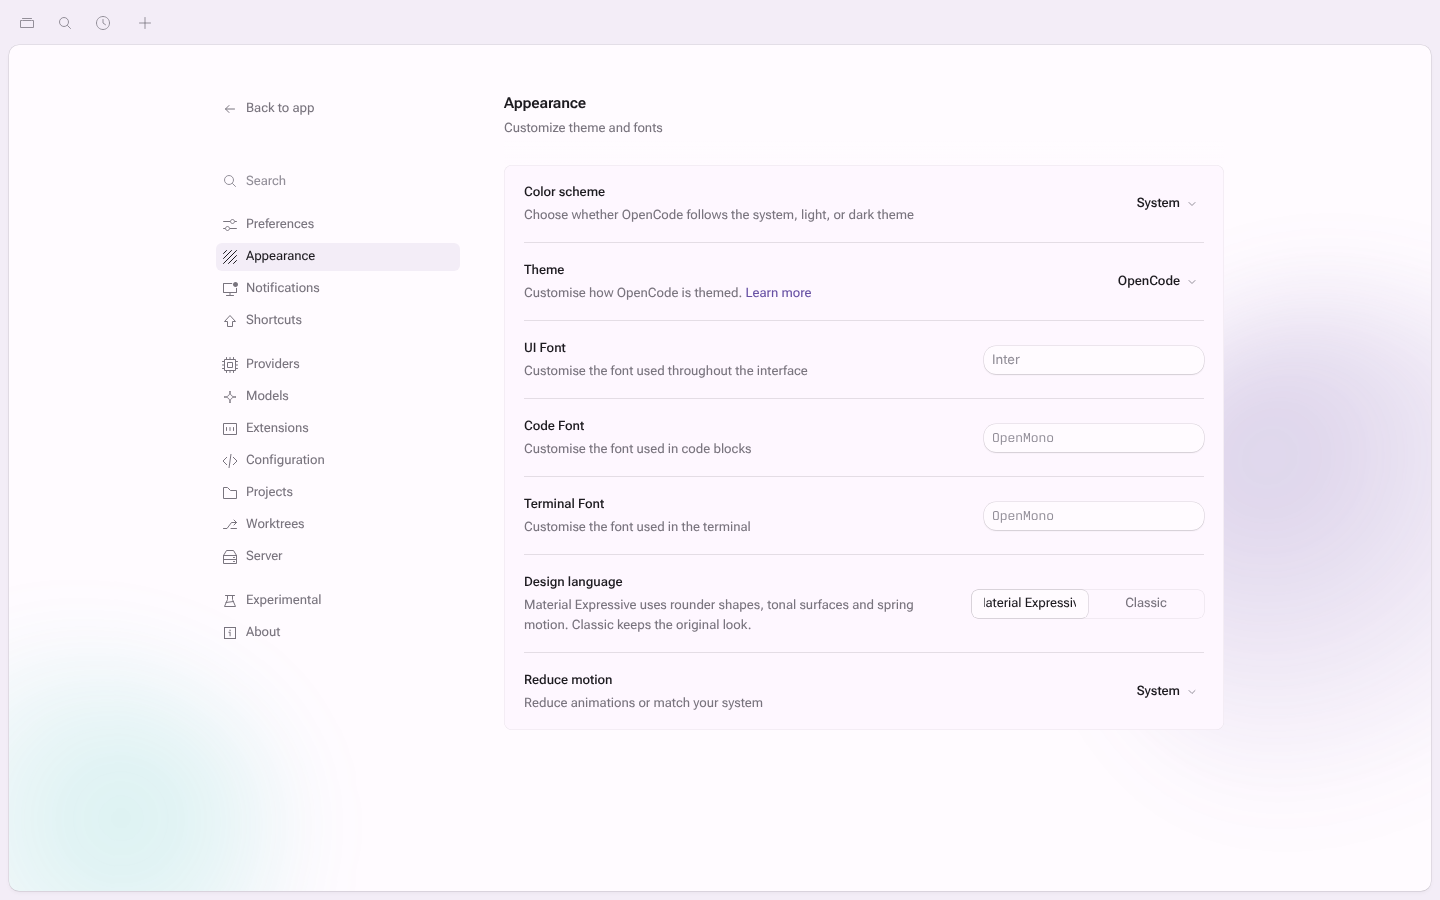 Back to app
Search
Preferences
Appearance
Notifications
Shortcuts
Providers
Models
Extensions
Configuration
Projects
Worktrees
Server
Experimental
About
Appearance
Customize theme and fonts
Color scheme
Choose whether OpenCode follows the system, light, or dark theme
System
Theme
Customise how OpenCode is themed. Learn more
OpenCode
UI Font
Customise the font used throughout the interface
Inter
Code Font
Customise the font used in code blocks
OpenMono
Terminal Font
Customise the font used in the terminal
OpenMono
Design language
Material Expressive uses rounder shapes, tonal surfaces and spring
motion. Classic keeps the original look.
aterial Expressiv
Classic
Reduce motion
Reduce animations or match your system
System